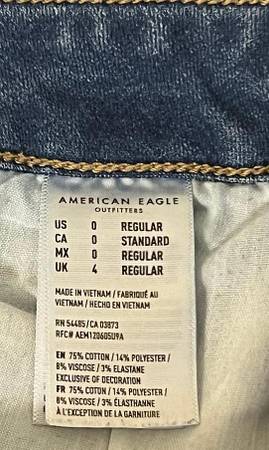 AMERICAN EAGLE
OUTFITTERS
US 0 REGULAR
CA 0 STANDARD
MX 0 REGULAR
UK 4 REGULAR
MADE IN VIETNAM / FABRIQUÉ AU
VIETNAM / HECHO EN VIETNAM
RN 54485/CA 03873
RFC# AEM120605U9A
EN 75% COTTON / 14% POLYESTER /
8% VISCOSE / 3% ELASTANE
EXCLUSIVE OF DECORATION
FR 75% COTON / 14% POLYESTER /
8% VISCOSE / 3% ÉLASTHANNE
À L'EXCEPTION DE LA GARNITURE